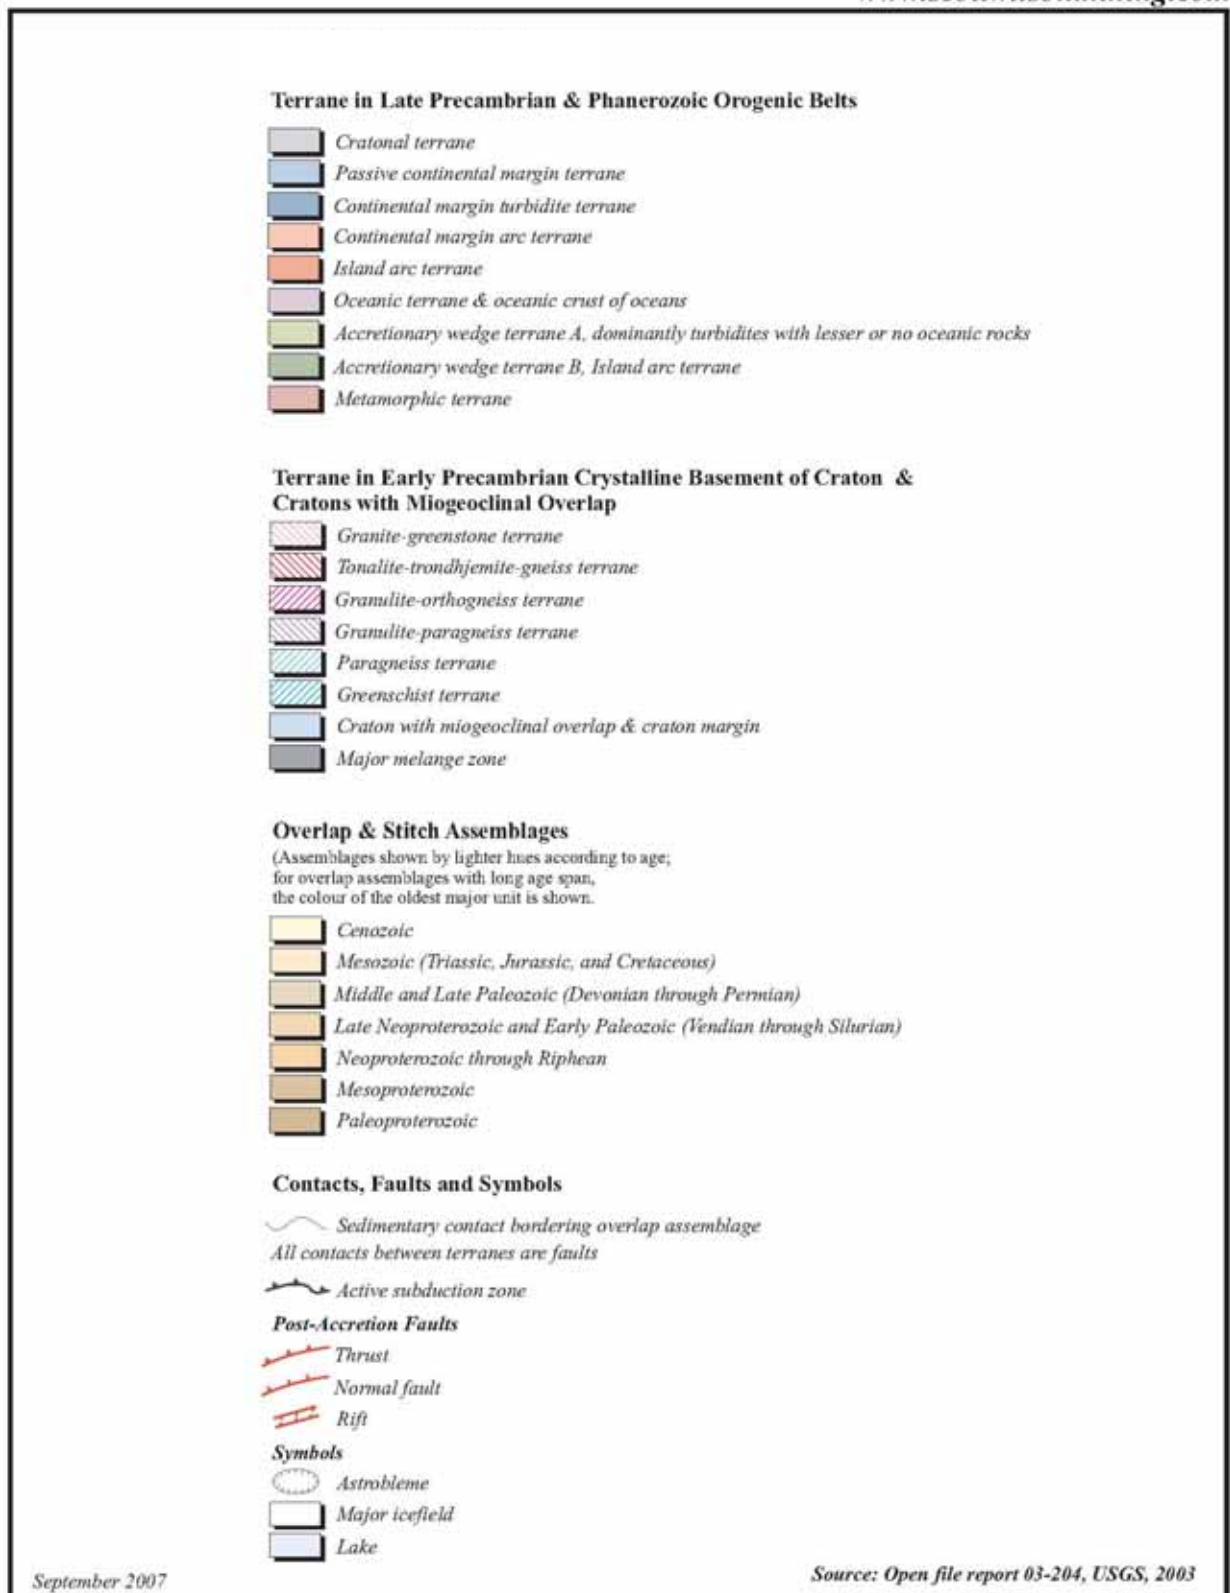 Terrane in Late Precambrian & Phanerozoic Orogenic Belts
Cratonal terrane
Passive continental margin terrane
Continental margin turbidite terrane
Continental margin arc terrane
Island arc terrane
Oceanic terrane & oceanic crust of oceans
Accretionary wedge terrane A, dominantly turbidites with lesser or no oceanic rocks
Accretionary wedge terrane B, Island arc terrane
Metamorphic terrane
Terrane in Early Precambrian Crystalline Basement of Craton &
Cratons with Miogeoclinal Overlap
Granite-greenstone terrane
Tonalite-trondhjemite-gneiss terrane
Granulite-orthogneiss terrane
Granulite-paragneiss terrane
Paragneiss terrane
Greenschist terrane
Craton with miogeoclinal overlap & craton margin
Major melange zone
Overlap & Stitch Assemblages
(Assemblages shown by lighter hues according to age;
for overlap assemblages with long age span,
the colour of the oldest major unit is shown.
Cenozoic
Mesozoic (Triassic, Jurassic, and Cretaceous)
Middle and Late Paleozoic (Devonian through Permian)
Late Neoproterozoic and Early Paleozoic (Vendian through Silurian)
Neoproterozoic through Riphean
Mesoproterozoic
Paleoproterozoic
Contacts, Faults and Symbols
Sedimentary contact bordering overlap assemblage
All contacts between terranes are faults
Active subduction zone
Post-Accretion Faults
Thrust
Normal fault
Rift
Symbols
Astrobleme
Major icefield
Lake
September 2007
Source: Open file report 03-204, USGS, 2003